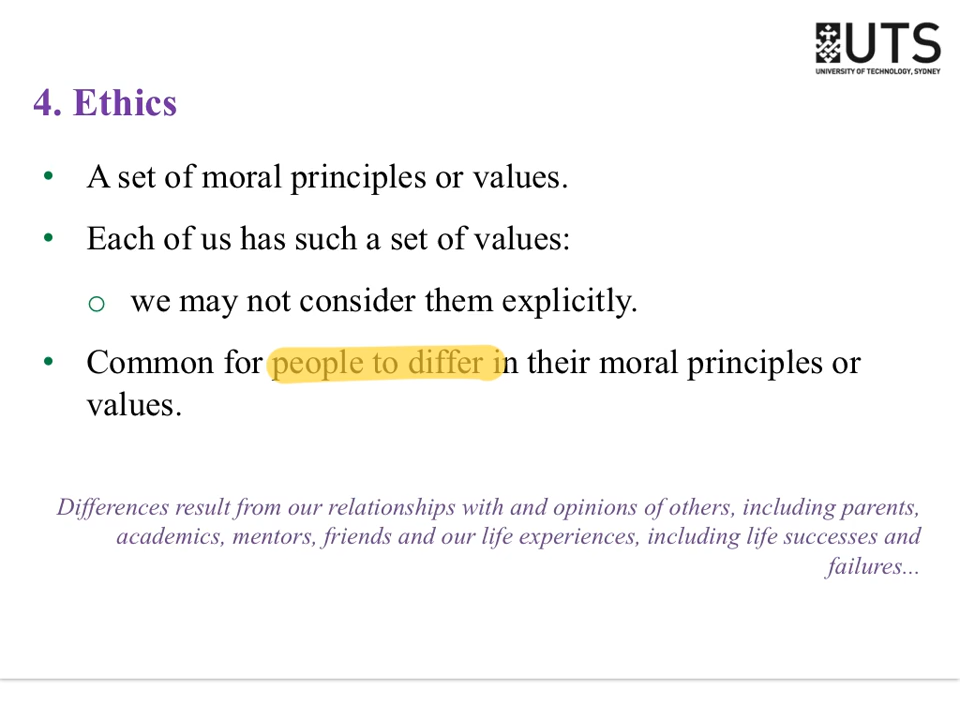 UTS
UNIVERSITY OF TECHNOLOGY, SYDNEY
4. Ethics
• A set of moral principles or values.
• Each of us has such a set of values:
o we may not consider them explicitly.
• Common for people to differ in their moral principles or
values.
Differences result from our relationships with and opinions of others, including parents,
academics, mentors, friends and our life experiences, including life successes and
failures...